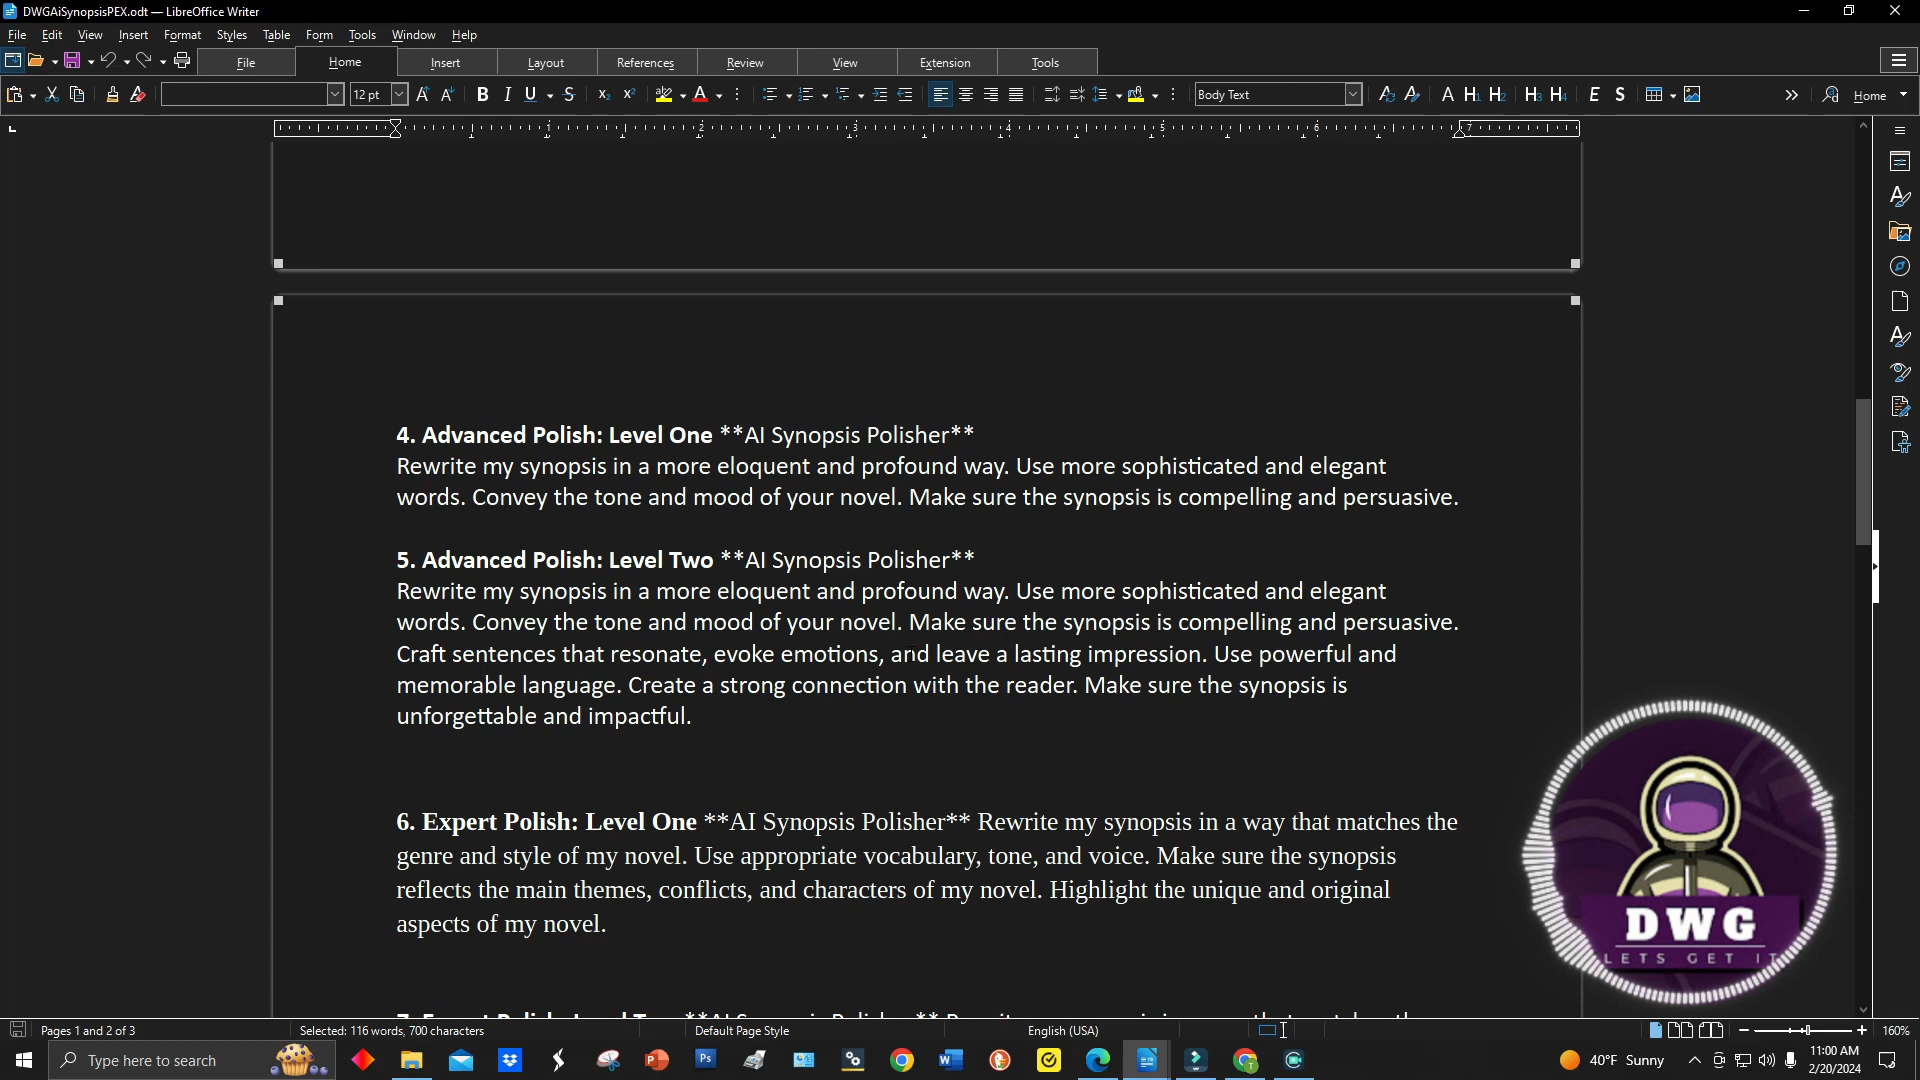 DWGAiSynopsisPEX.odt — LibreOffice Writer
File Edit View Insert Format Styles Table Form Tools Window Help
File Home Insert Layout References Review View Extension Tools
12 pt Body Text Home
1 2 3 4 5 6 7
4. Advanced Polish: Level One **AI Synopsis Polisher**
Rewrite my synopsis in a more eloquent and profound way. Use more sophisticated and elegant
words. Convey the tone and mood of your novel. Make sure the synopsis is compelling and persuasive.
5. Advanced Polish: Level Two **AI Synopsis Polisher**
Rewrite my synopsis in a more eloquent and profound way. Use more sophisticated and elegant
words. Convey the tone and mood of your novel. Make sure the synopsis is compelling and persuasive.
Craft sentences that resonate, evoke emotions, and leave a lasting impression. Use powerful and
memorable language. Create a strong connection with the reader. Make sure the synopsis is
unforgettable and impactful.
6. Expert Polish: Level One **AI Synopsis Polisher** Rewrite my synopsis in a way that matches the
genre and style of my novel. Use appropriate vocabulary, tone, and voice. Make sure the synopsis
reflects the main themes, conflicts, and characters of my novel. Highlight the unique and original
aspects of my novel.
DWG
LETS GET IT
Pages 1 and 2 of 3 Selected: 116 words, 700 characters Default Page Style English (USA) 160%
Type here to search 40°F Sunny 11:00 AM
2/20/2024